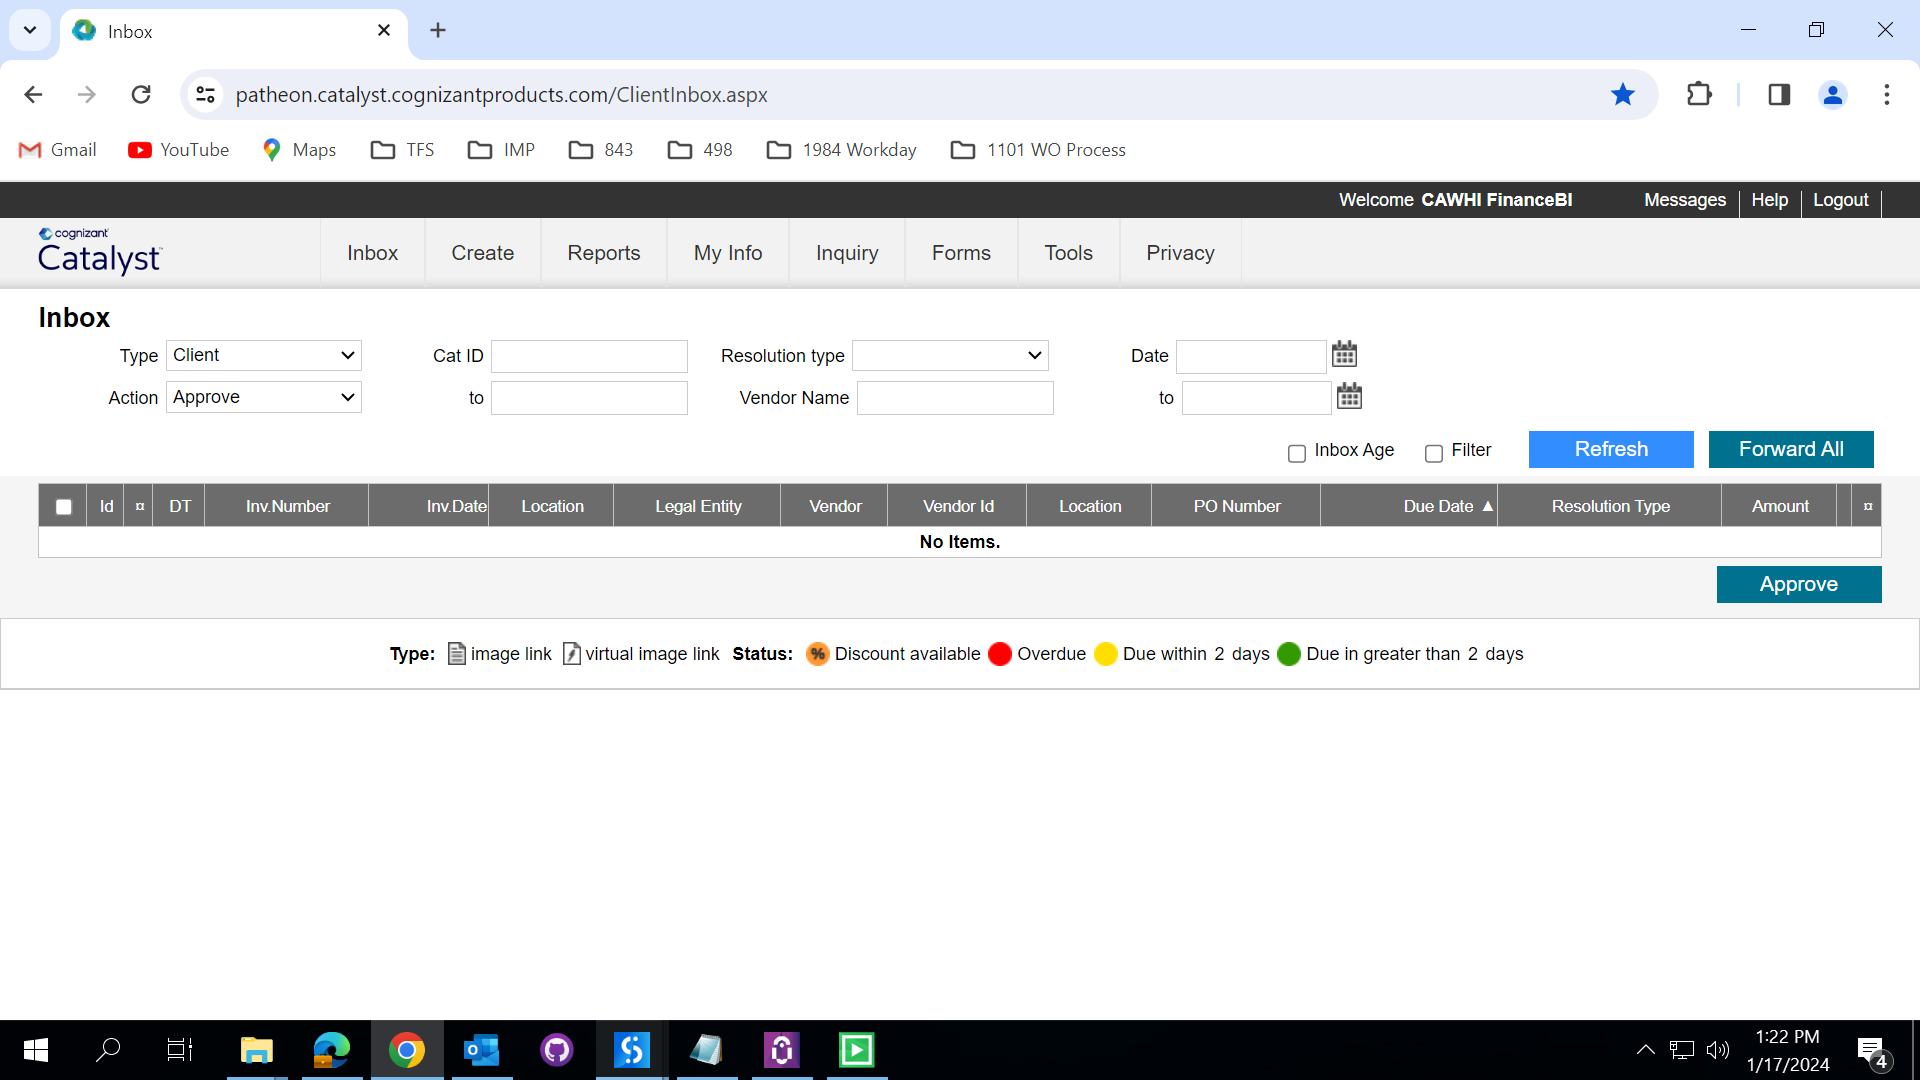 Inbox
patheon.catalyst.cognizantproducts.com/ClientInbox.aspx
Gmail YouTube Maps TFS IMP 843 498 1984 Workday 1101 WO Process
Welcome CAWHI FinanceBI Messages Help Logout
cognizant
Catalyst
Inbox Create Reports My Info Inquiry Forms Tools Privacy
Inbox
Type Client Cat ID Resolution type Date
Action Approve to Vendor Name to
Inbox Age Filter Refresh Forward All
Id ¤ DT Inv.Number Inv.Date Location Legal Entity Vendor Vendor Id Location PO Number Due Date ▲ Resolution Type Amount ¤
No Items.
Approve
Type: image link virtual image link Status: % Discount available Overdue Due within 2 days Due in greater than 2 days
1:22 PM
1/17/2024
4